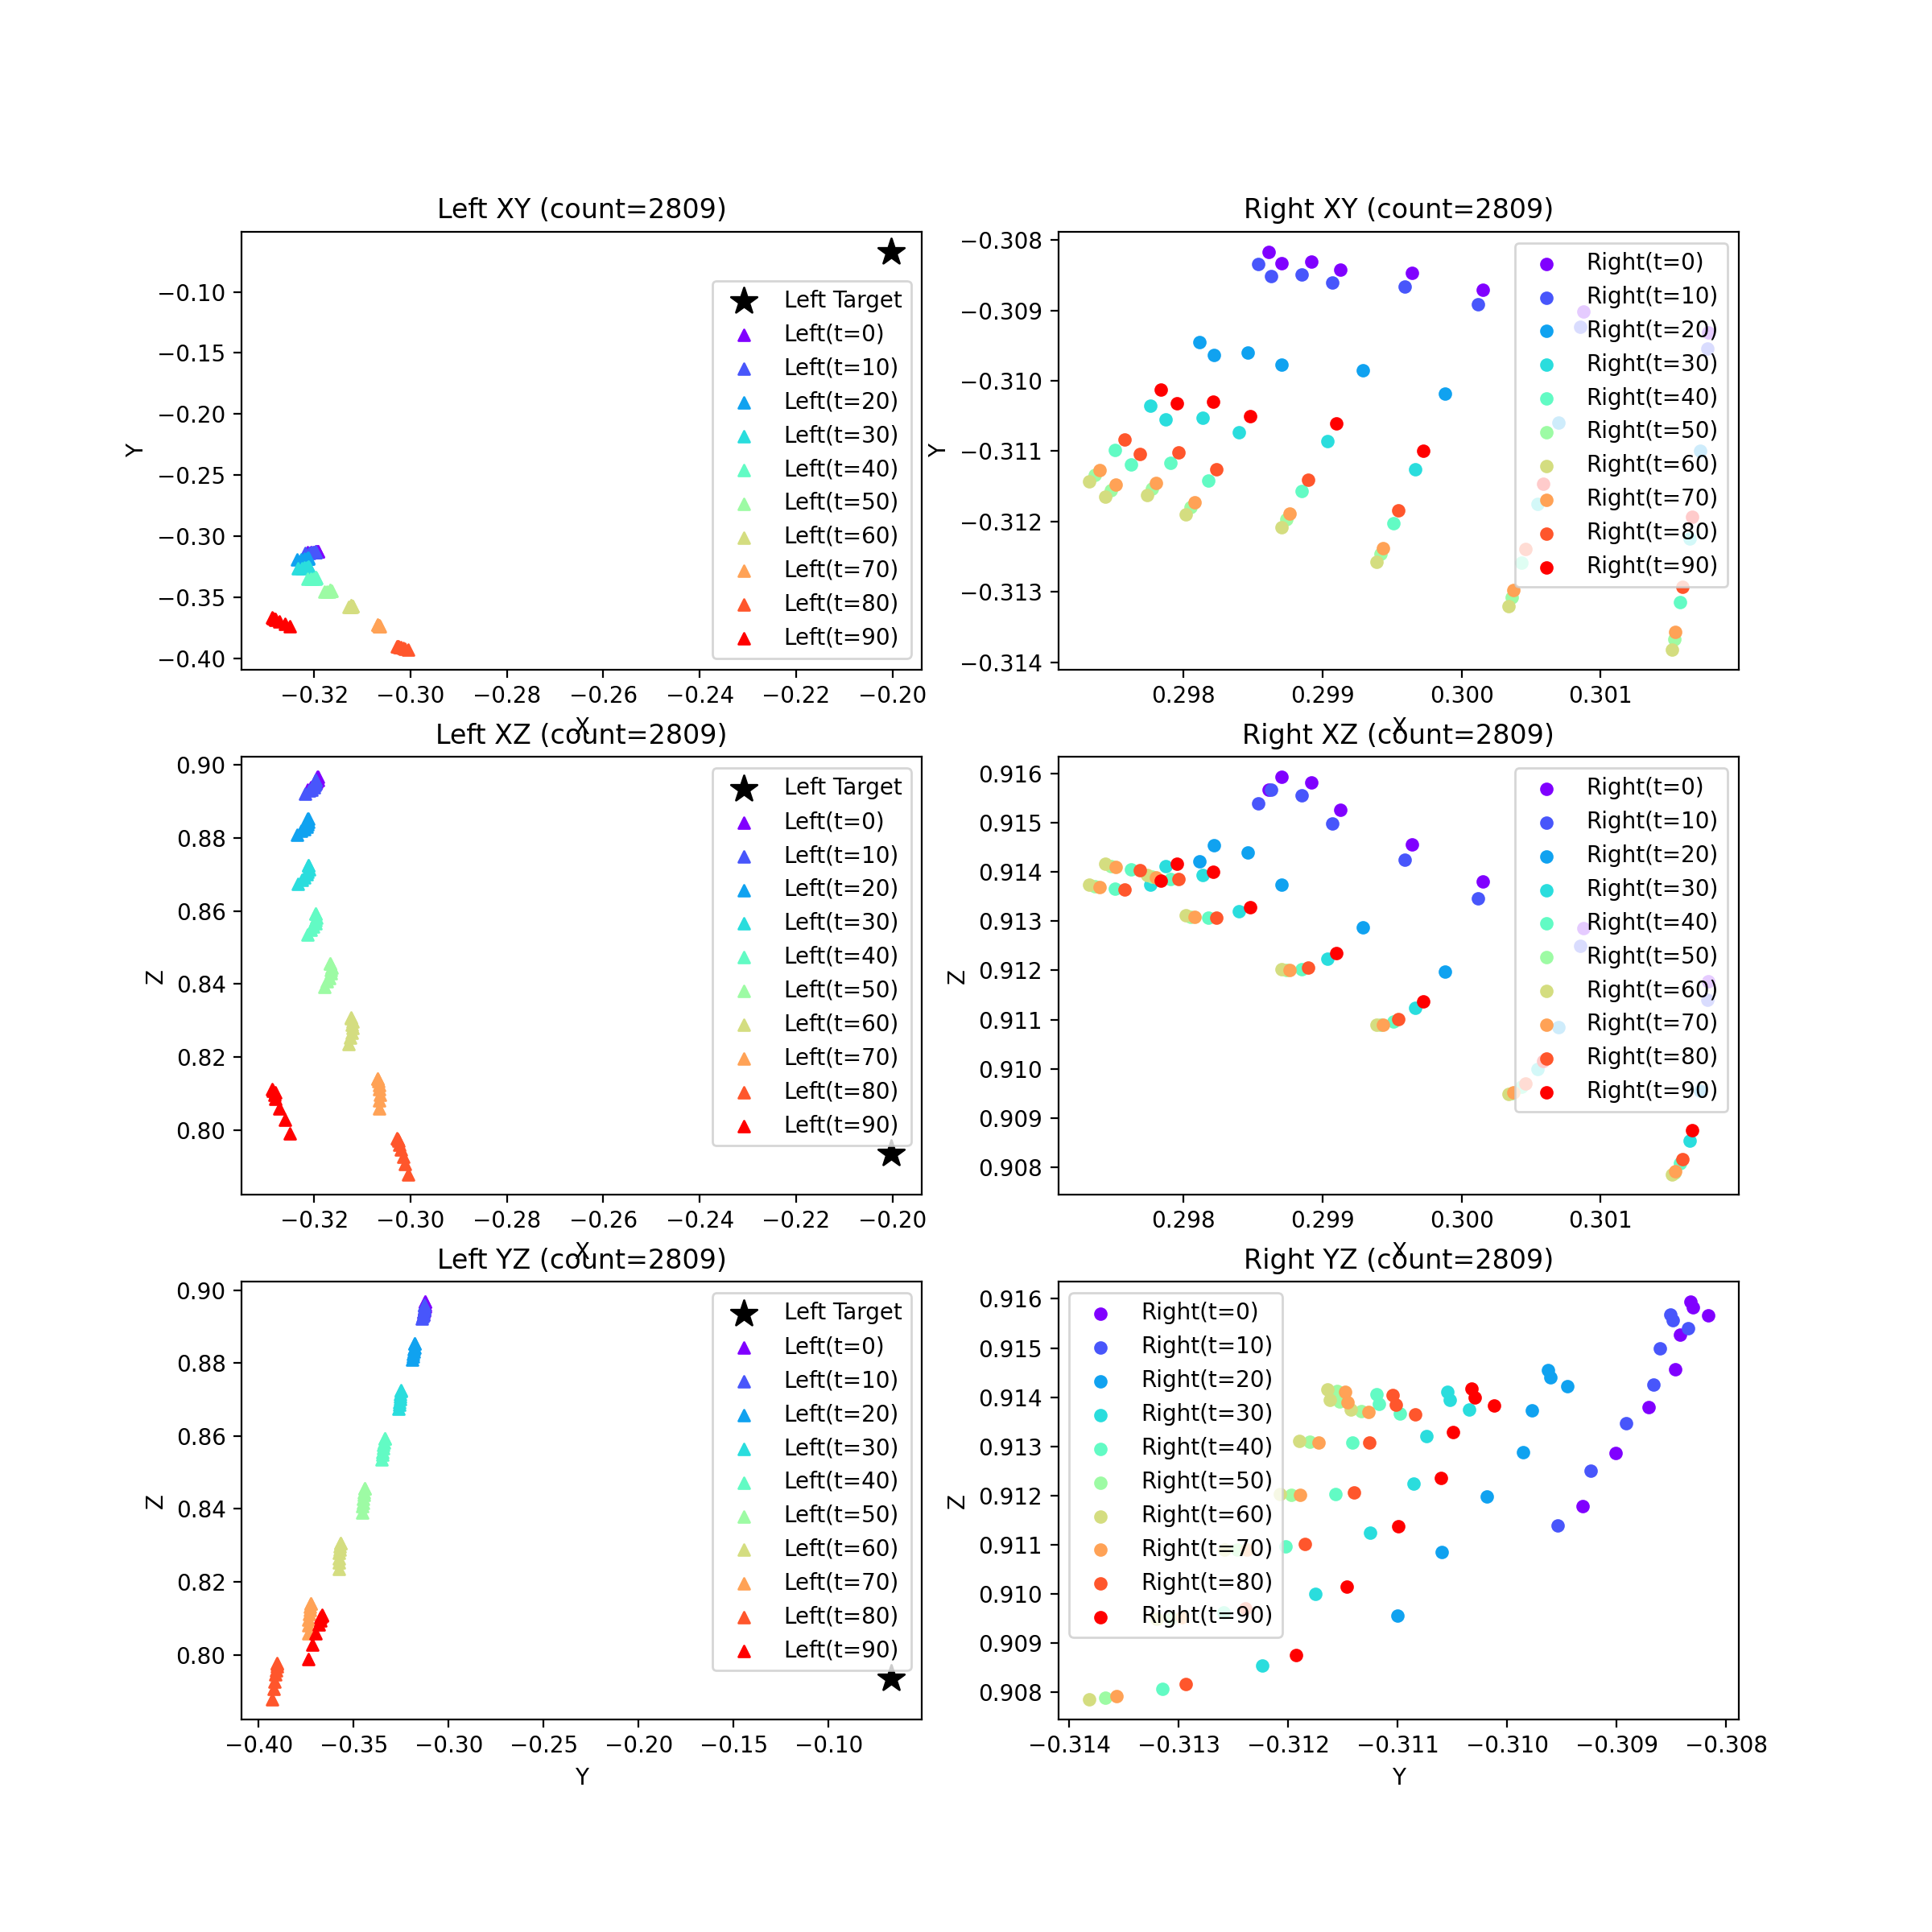 Left XY (count=2809)
Y
−0.10
−0.15
−0.20
−0.25
−0.30
−0.35
−0.40
Left Target
Left(t=0)
Left(t=10)
Left(t=20)
Left(t=30)
Left(t=40)
Left(t=50)
Left(t=60)
Left(t=70)
Left(t=80)
Left(t=90)
−0.32 −0.30 −0.28 −0.26 −0.24 −0.22 −0.20
X
Right XY (count=2809)
Y
−0.308
−0.309
−0.310
−0.311
−0.312
−0.313
−0.314
Right(t=0)
Right(t=10)
Right(t=20)
Right(t=30)
Right(t=40)
Right(t=50)
Right(t=60)
Right(t=70)
Right(t=80)
Right(t=90)
0.298 0.299 0.300 0.301
X
Left XZ (count=2809)
Z
0.90
0.88
0.86
0.84
0.82
0.80
Left Target
Left(t=0)
Left(t=10)
Left(t=20)
Left(t=30)
Left(t=40)
Left(t=50)
Left(t=60)
Left(t=70)
Left(t=80)
Left(t=90)
−0.32 −0.30 −0.28 −0.26 −0.24 −0.22 −0.20
X
Right XZ (count=2809)
Z
0.916
0.915
0.914
0.913
0.912
0.911
0.910
0.909
0.908
Right(t=0)
Right(t=10)
Right(t=20)
Right(t=30)
Right(t=40)
Right(t=50)
Right(t=60)
Right(t=70)
Right(t=80)
Right(t=90)
0.298 0.299 0.300 0.301
X
Left YZ (count=2809)
Z
0.90
0.88
0.86
0.84
0.82
0.80
Left Target
Left(t=0)
Left(t=10)
Left(t=20)
Left(t=30)
Left(t=40)
Left(t=50)
Left(t=60)
Left(t=70)
Left(t=80)
Left(t=90)
−0.40 −0.35 −0.30 −0.25 −0.20 −0.15 −0.10
Y
Right YZ (count=2809)
Z
0.916
0.915
0.914
0.913
0.912
0.911
0.910
0.909
0.908
Right(t=0)
Right(t=10)
Right(t=20)
Right(t=30)
Right(t=40)
Right(t=50)
Right(t=60)
Right(t=70)
Right(t=80)
Right(t=90)
−0.314 −0.313 −0.312 −0.311 −0.310 −0.309 −0.308
Y